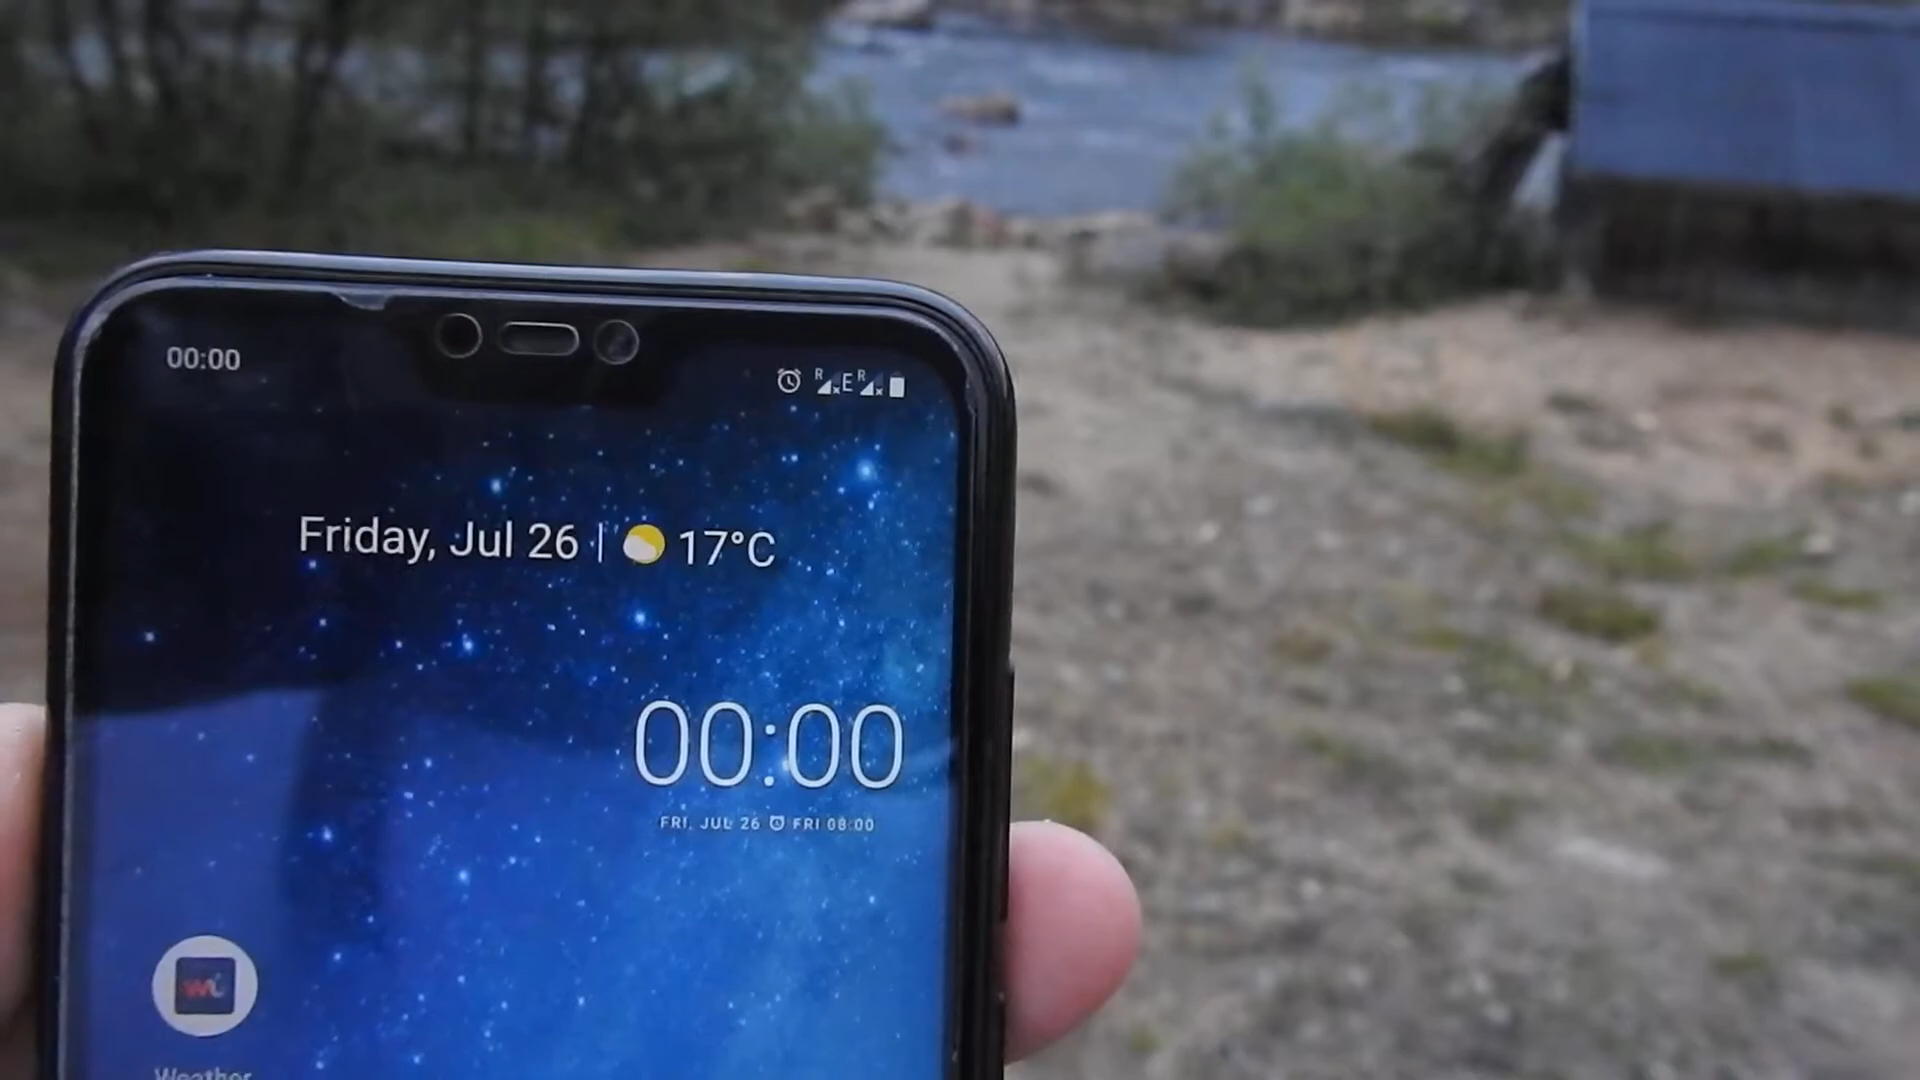 00:00
R E R
Friday, Jul 26 | 17°C
00:00
FRI, JUL 26 FRI 08:00
Weather